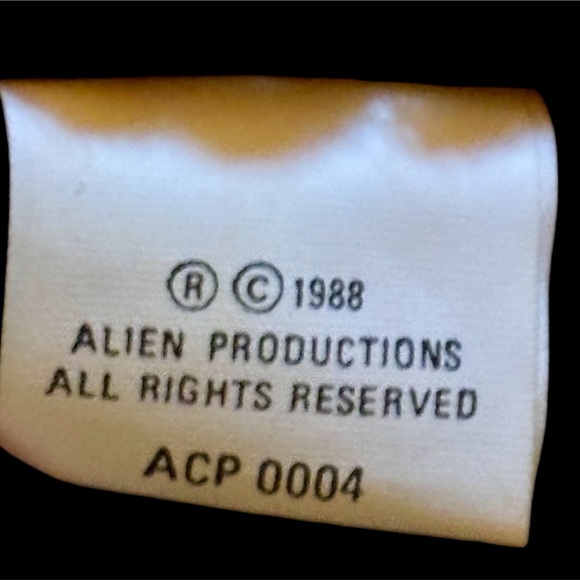 ® © 1988
ALIEN PRODUCTIONS
ALL RIGHTS RESERVED
ACP 0004